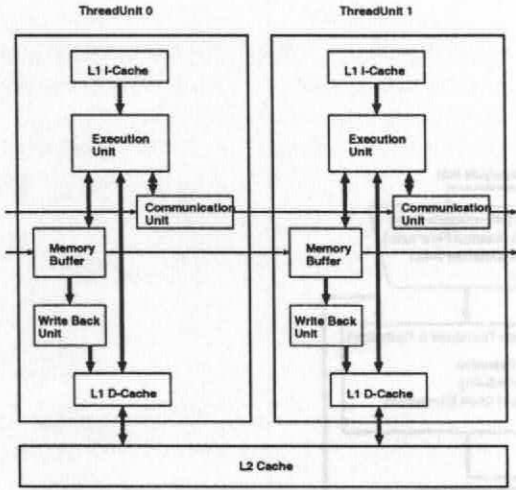 ThreadUnit 0
ThreadUnit 1
L1 I-Cache
L1 I-Cache
Execution
Unit
Execution
Unit
Communication
Unit
Communication
Unit
Memory
Buffer
Memory
Buffer
Write Back
Unit
Write Back
Unit
L1 D-Cache
L1 D-Cache
L2 Cache